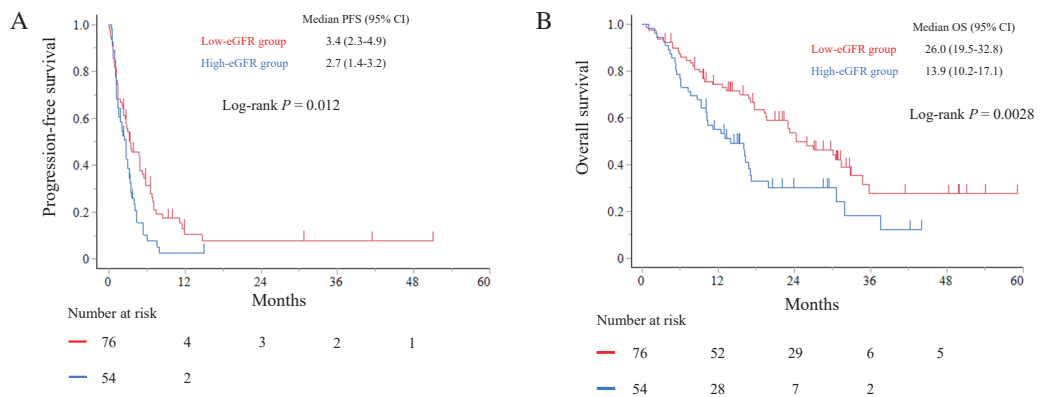 A
Median PFS (95% CI)
Low-eGFR group 3.4 (2.3-4.9)
High-eGFR group 2.7 (1.4-3.2)
Log-rank P = 0.012
Progression-free survival
1.0
0.8
0.6
0.4
0.2
0
0 12 24 36 48 60
Months
Number at risk
76 4 3 2 1
54 2
B
Median OS (95% CI)
Low-eGFR group 26.0 (19.5-32.8)
High-eGFR group 13.9 (10.2-17.1)
Log-rank P = 0.0028
Overall survival
1.0
0.8
0.6
0.4
0.2
0
0 12 24 36 48 60
Months
Number at risk
76 52 29 6 5
54 28 7 2